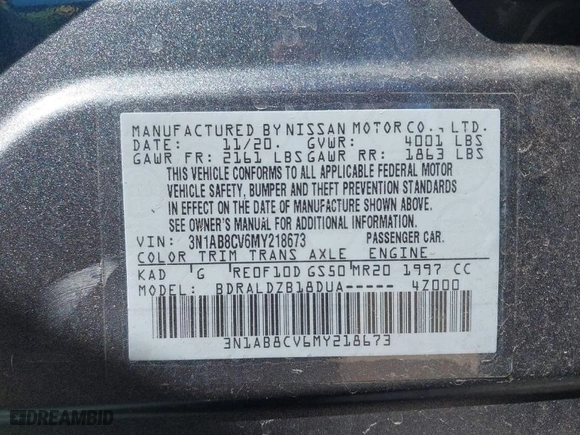 MANUFACTURED BY NISSAN MOTOR CO., LTD.
DATE: 11/20. GVWR: 4001 LBS
GAWR FR: 2161 LBS GAWR RR: 1863 LBS
THIS VEHICLE CONFORMS TO ALL APPLICABLE FEDERAL MOTOR
VEHICLE SAFETY, BUMPER AND THEFT PREVENTION STANDARDS
IN EFFECT ON THE DATE OF MANUFACTURE SHOWN ABOVE.
SEE OWNER'S MANUAL FOR ADDITIONAL INFORMATION.
VIN: 3N1AB8CV6MY218673 PASSENGER CAR.
COLOR TRIM TRANS AXLE ENGINE
KAD G RE0F10D GS50 MR20 1997 CC
MODEL: BDRALDZB18DUA----- 4Z000
3N1AB8CV6MY218673
DREAMBID